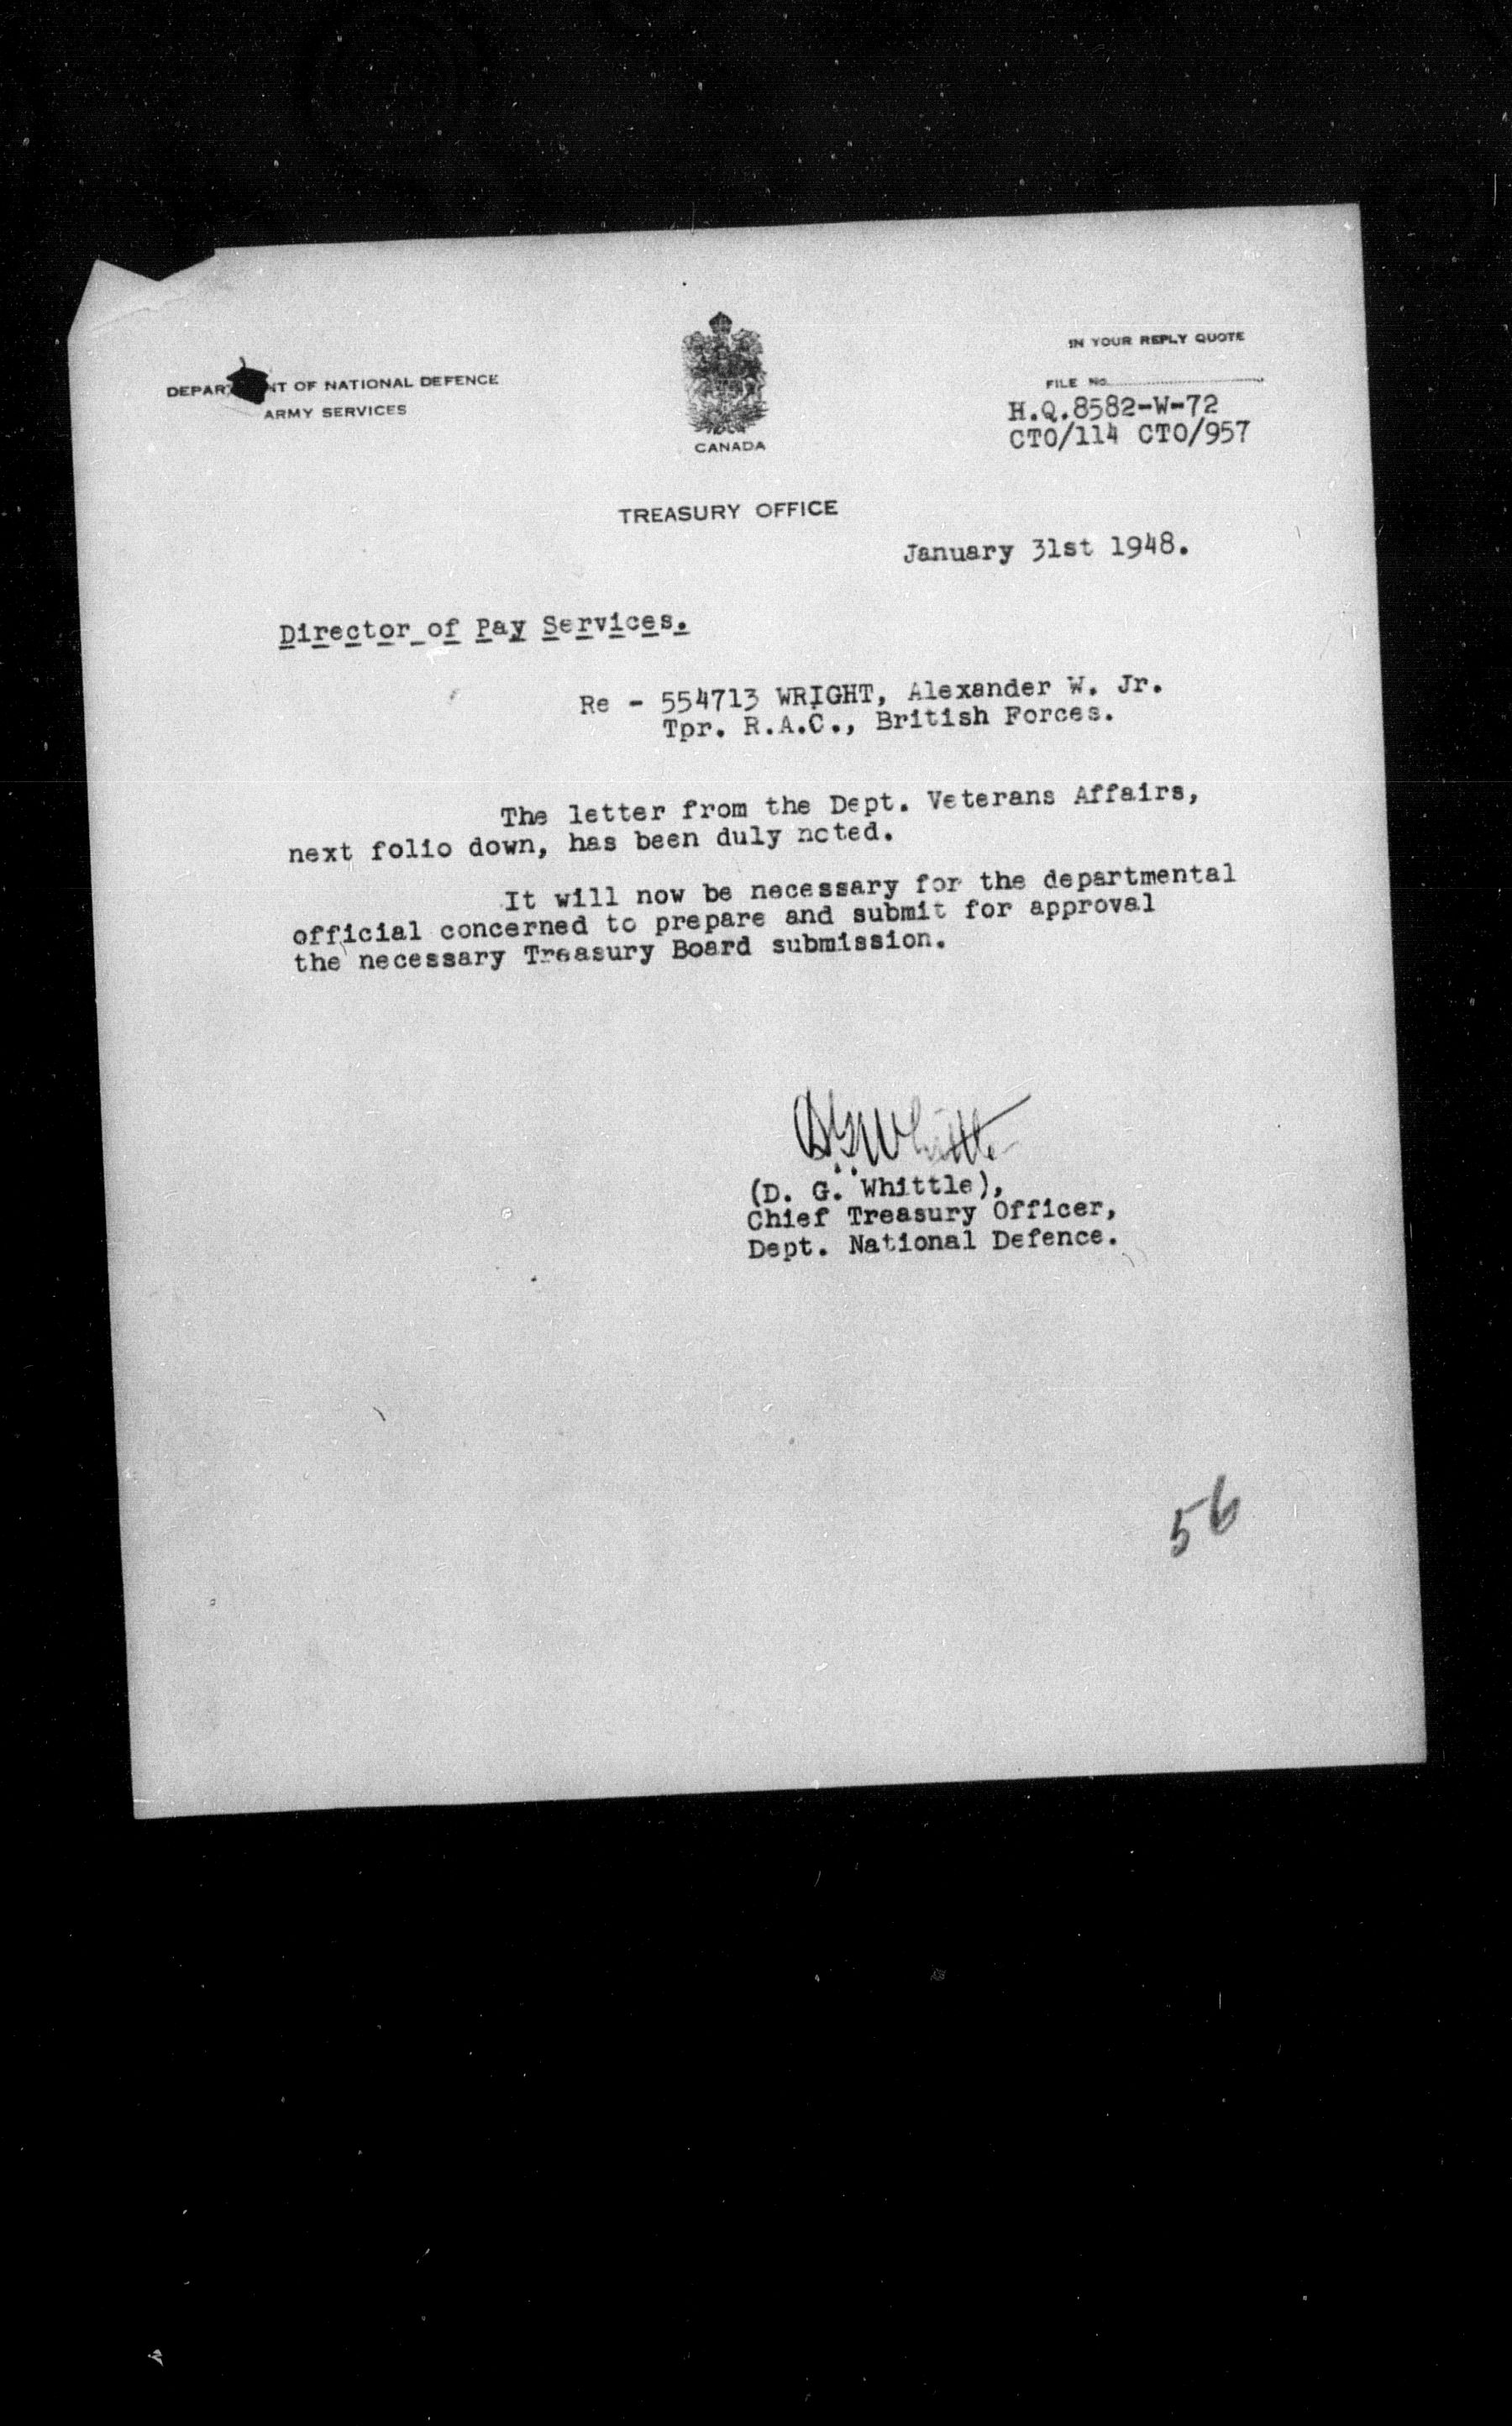 DEPARTMENT OF NATIONAL DEFENCE
ARMY SERVICES
CANADA
IN YOUR REPLY QUOTE
FILE No.
H.Q.8582-W-72
CTO/114 CTO/957
TREASURY OFFICE
January 31st 1948.
Director of Pay Services.
Re - 554713 WRIGHT, Alexander W. Jr.
Tpr. R.A.C., British Forces.
The letter from the Dept. Veterans Affairs,
next folio down, has been duly noted.
It will now be necessary for the departmental
official concerned to prepare and submit for approval
the necessary Treasury Board submission.
DGWhittle
(D. G. Whittle),
Chief Treasury Officer,
Dept. National Defence.
56